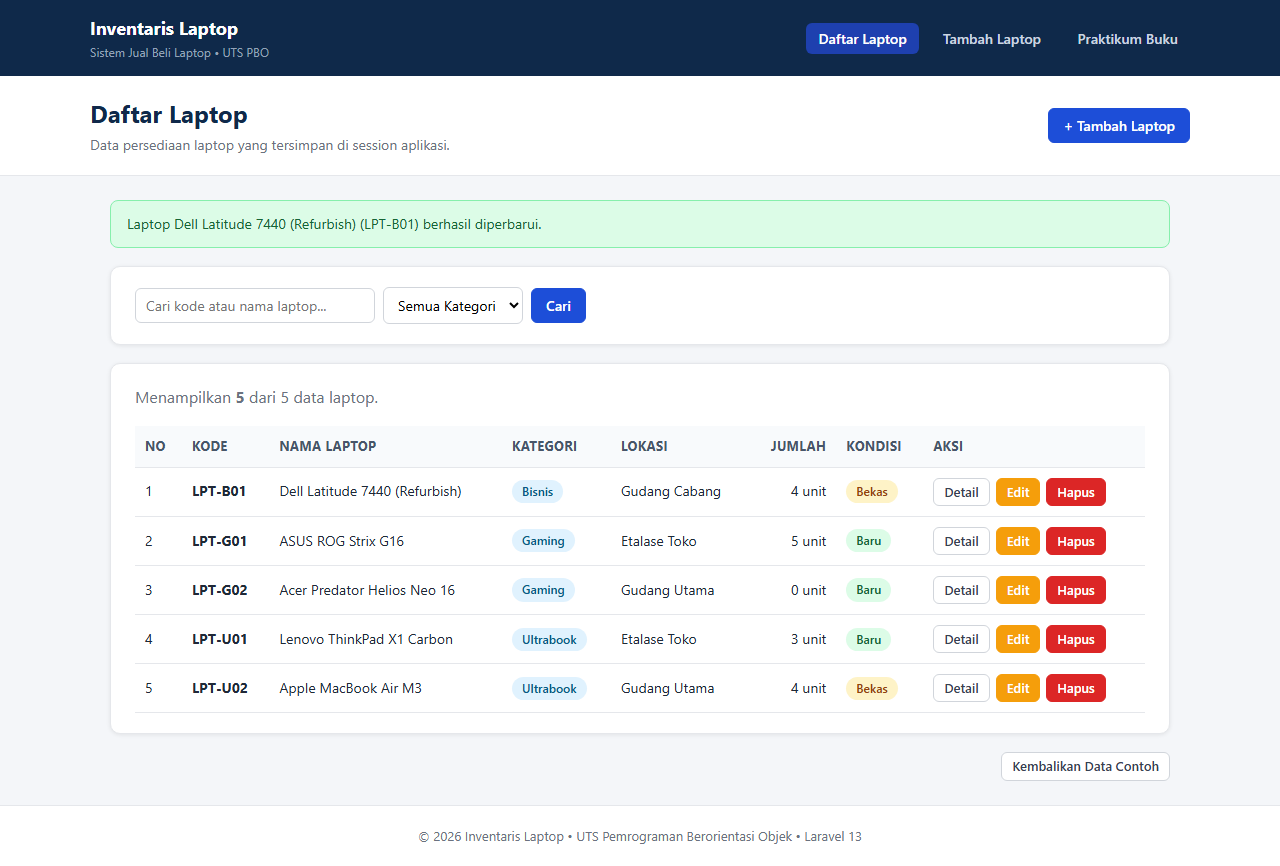 Inventaris Laptop
Sistem Jual Beli Laptop • UTS PBO
Daftar Laptop
Tambah Laptop
Praktikum Buku
Daftar Laptop
Data persediaan laptop yang tersimpan di session aplikasi.
+ Tambah Laptop
Laptop Dell Latitude 7440 (Refurbish) (LPT-B01) berhasil diperbarui.
Cari kode atau nama laptop... Semua Kategori Cari
Menampilkan 5 dari 5 data laptop.
NO KODE NAMA LAPTOP KATEGORI LOKASI JUMLAH KONDISI AKSI
1 LPT-B01 Dell Latitude 7440 (Refurbish) Bisnis Gudang Cabang 4 unit Bekas Detail Edit Hapus
2 LPT-G01 ASUS ROG Strix G16 Gaming Etalase Toko 5 unit Baru Detail Edit Hapus
3 LPT-G02 Acer Predator Helios Neo 16 Gaming Gudang Utama 0 unit Baru Detail Edit Hapus
4 LPT-U01 Lenovo ThinkPad X1 Carbon Ultrabook Etalase Toko 3 unit Baru Detail Edit Hapus
5 LPT-U02 Apple MacBook Air M3 Ultrabook Gudang Utama 4 unit Bekas Detail Edit Hapus
Kembalikan Data Contoh
© 2026 Inventaris Laptop • UTS Pemrograman Berorientasi Objek • Laravel 13